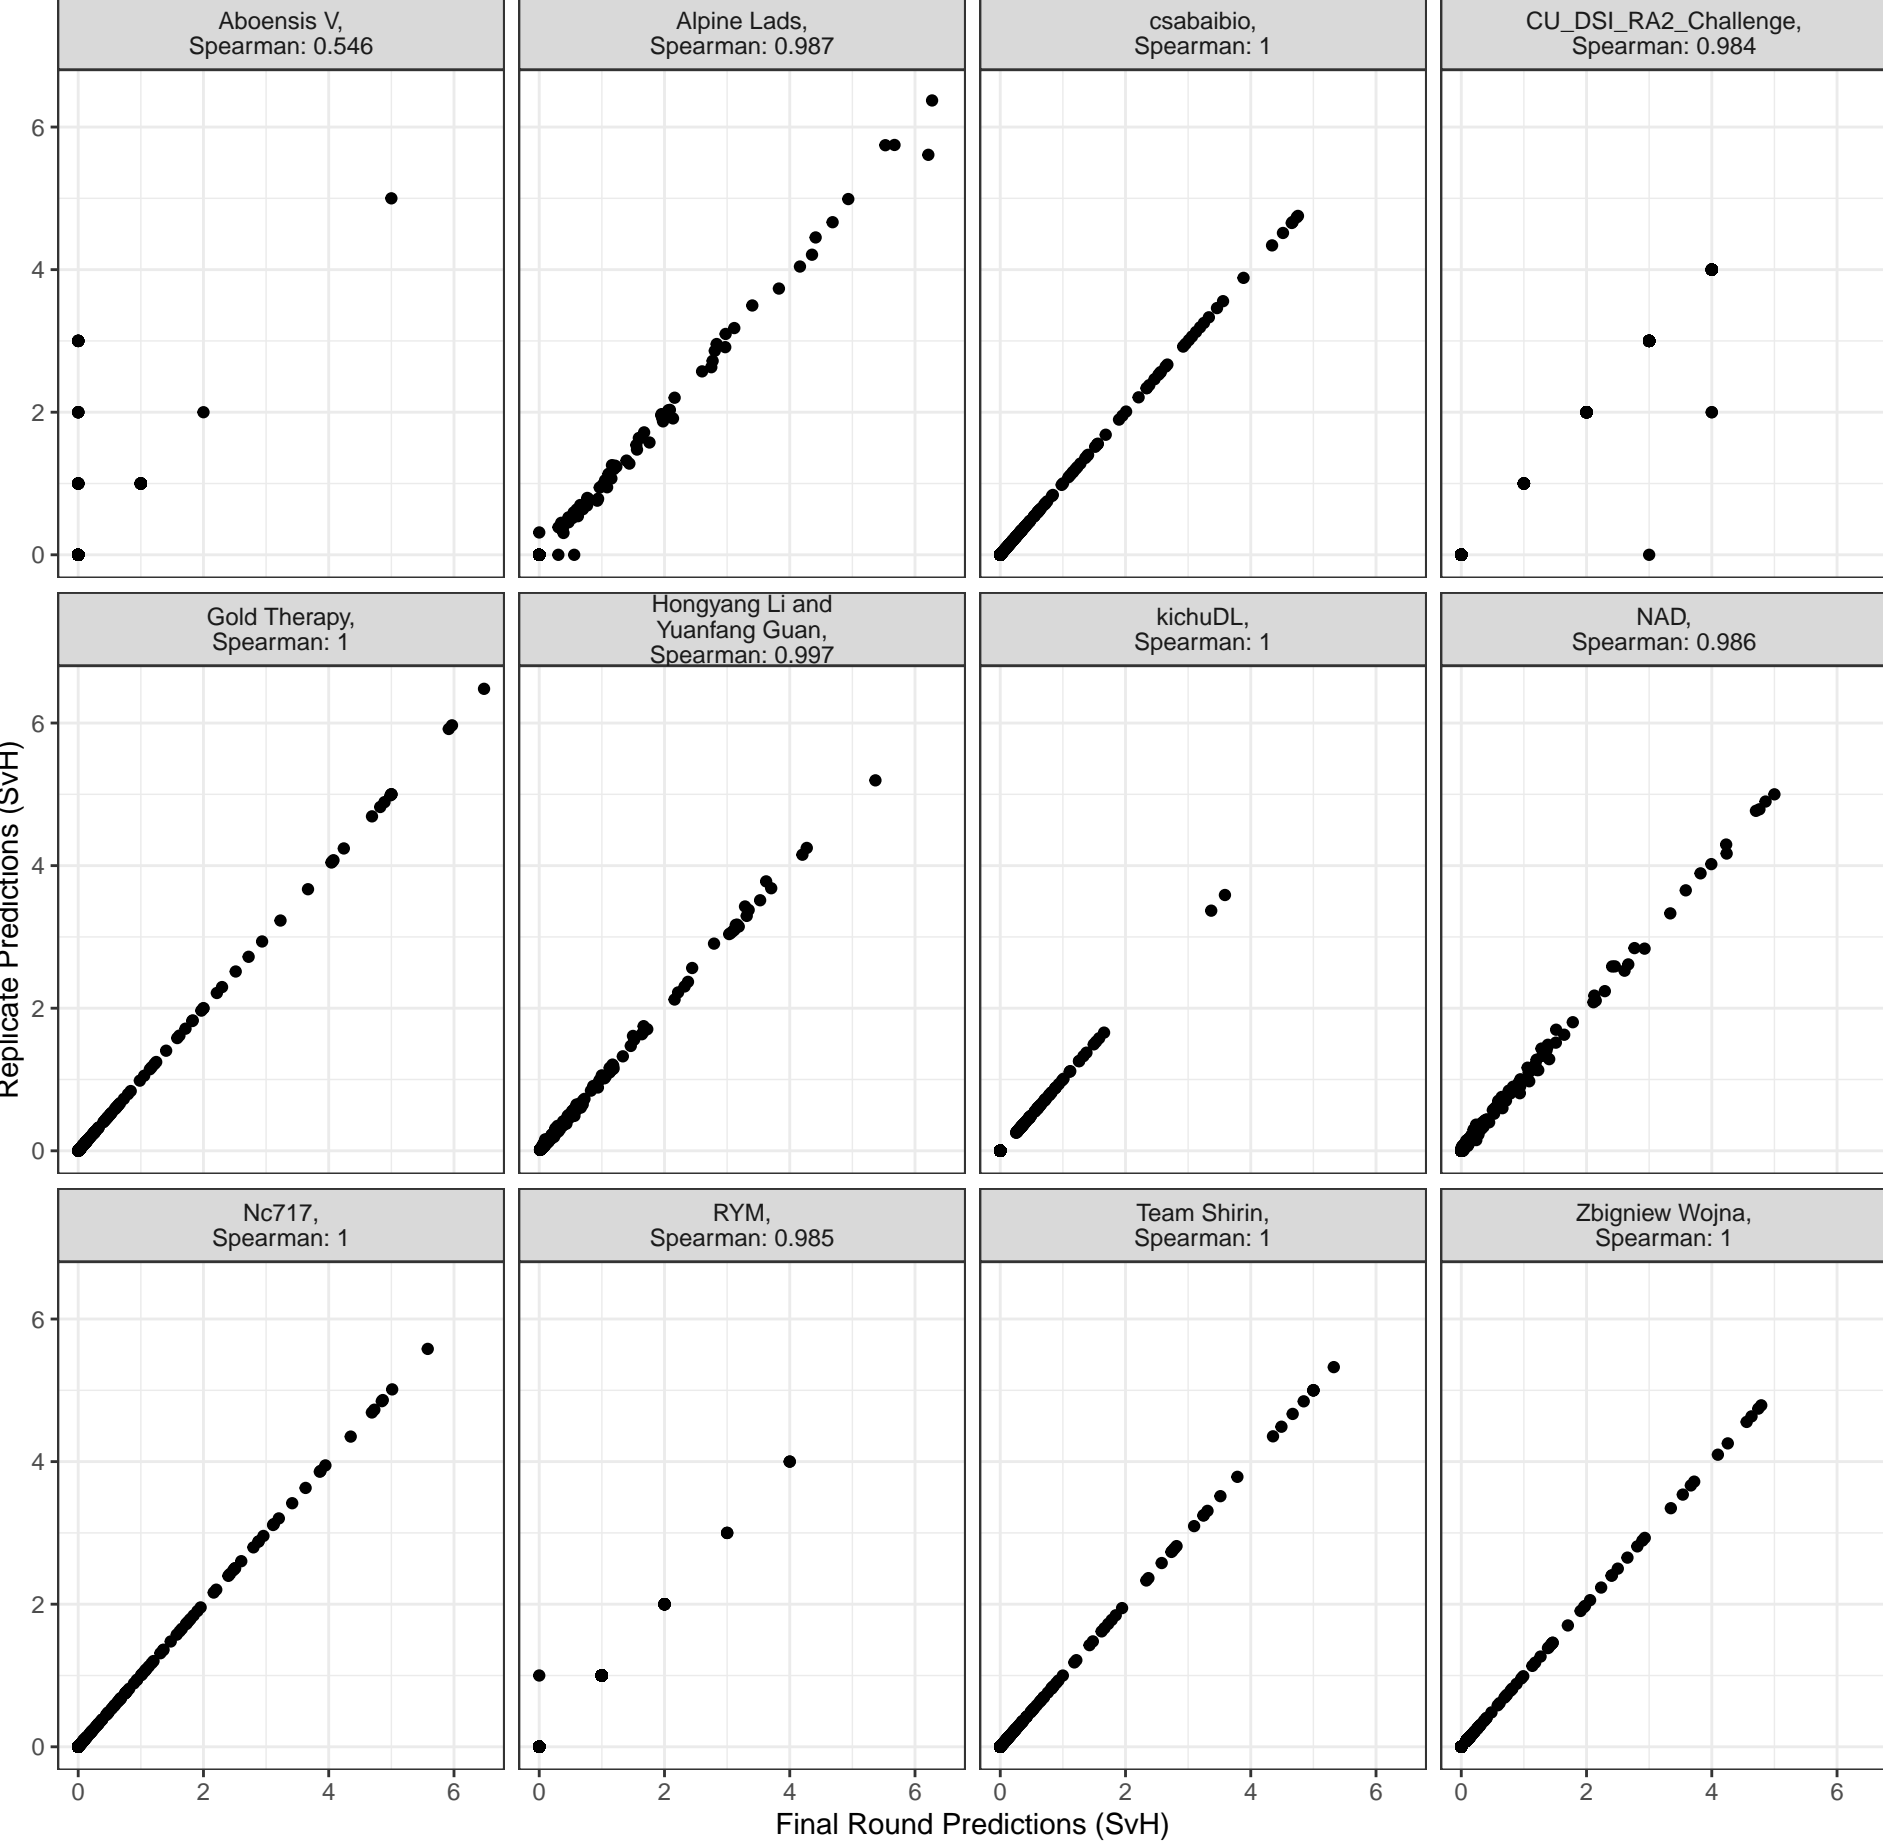 Aboensis V,
Spearman: 0.546
Alpine Lads,
Spearman: 0.987
csabaibio,
Spearman: 1
CU_DSI_RA2_Challenge,
Spearman: 0.984
6
4
2
0
Gold Therapy,
Spearman: 1
Hongyang Li and
Yuanfang Guan,
Spearman: 0.997
kichuDL,
Spearman: 1
NAD,
Spearman: 0.986
6
4
2
0
Replicate Predictions (SvH)
Nc717,
Spearman: 1
RYM,
Spearman: 0.985
Team Shirin,
Spearman: 1
Zbigniew Wojna,
Spearman: 1
6
4
2
0
0 2 4 6 0 2 4 6 0 2 4 6 0 2 4 6
Final Round Predictions (SvH)